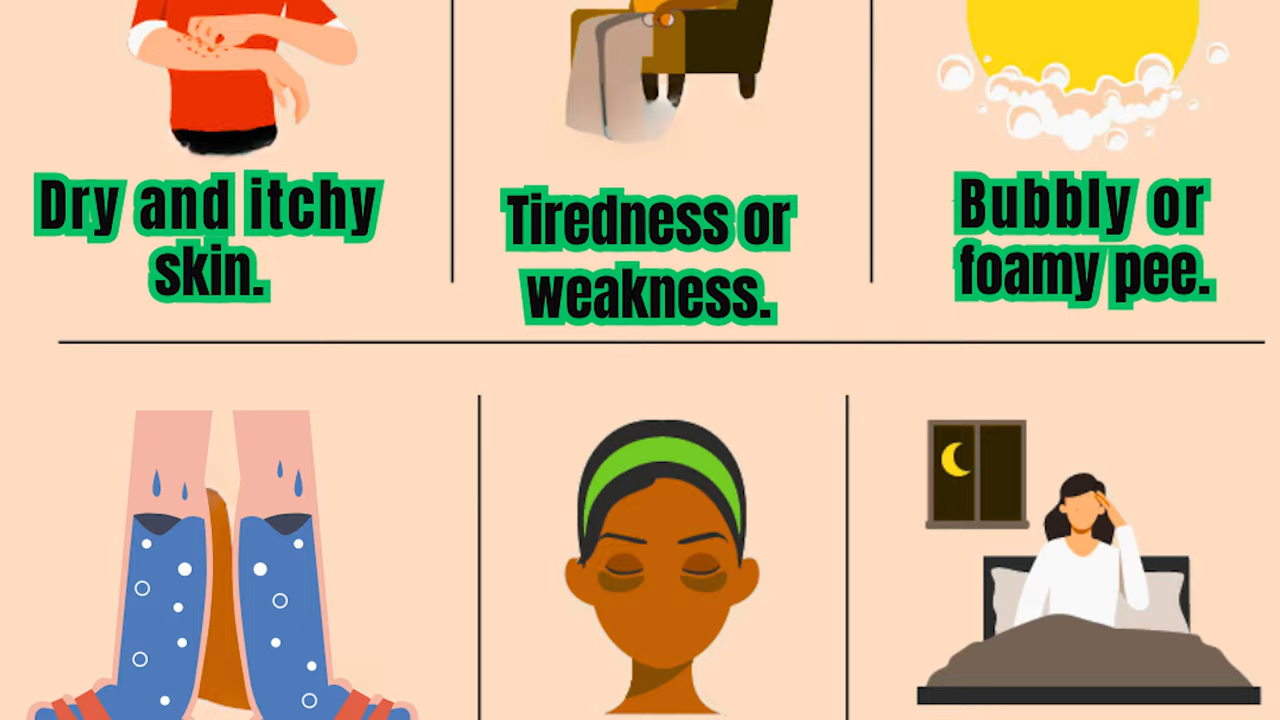 Dry and itchy
skin.
Tiredness or
weakness.
Bubbly or
foamy pee.